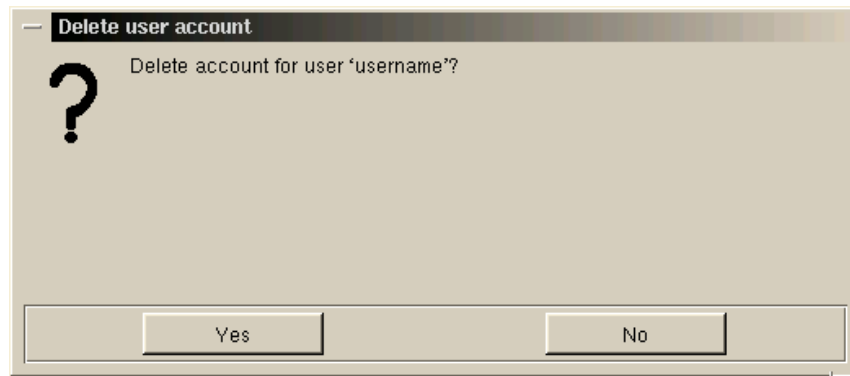 Delete user account
Delete account for user ‘username’?
Yes
No